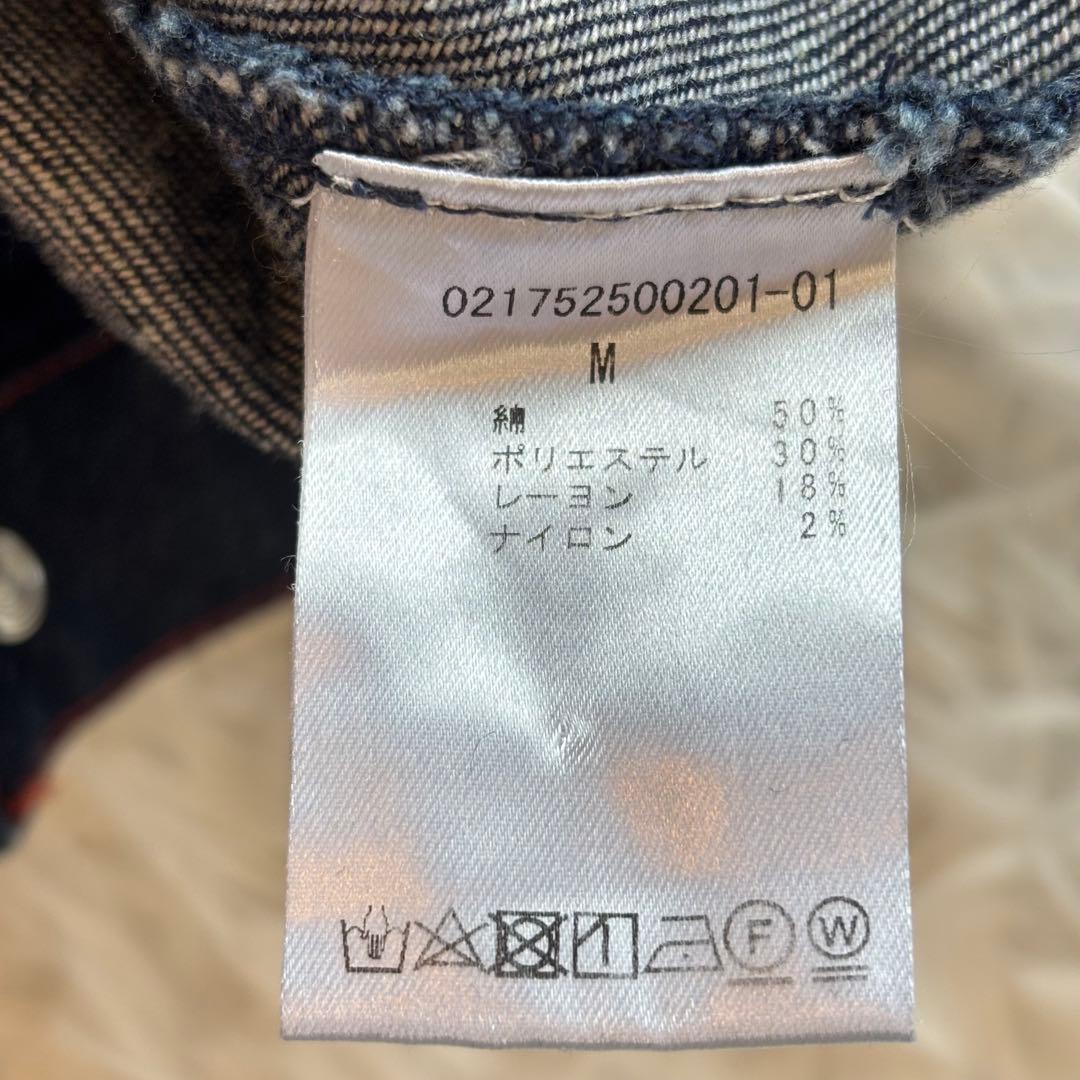 021752500201-01
M
綿 50%
ポリエステル 30%
レーヨン 18%
ナイロン 2%
F W